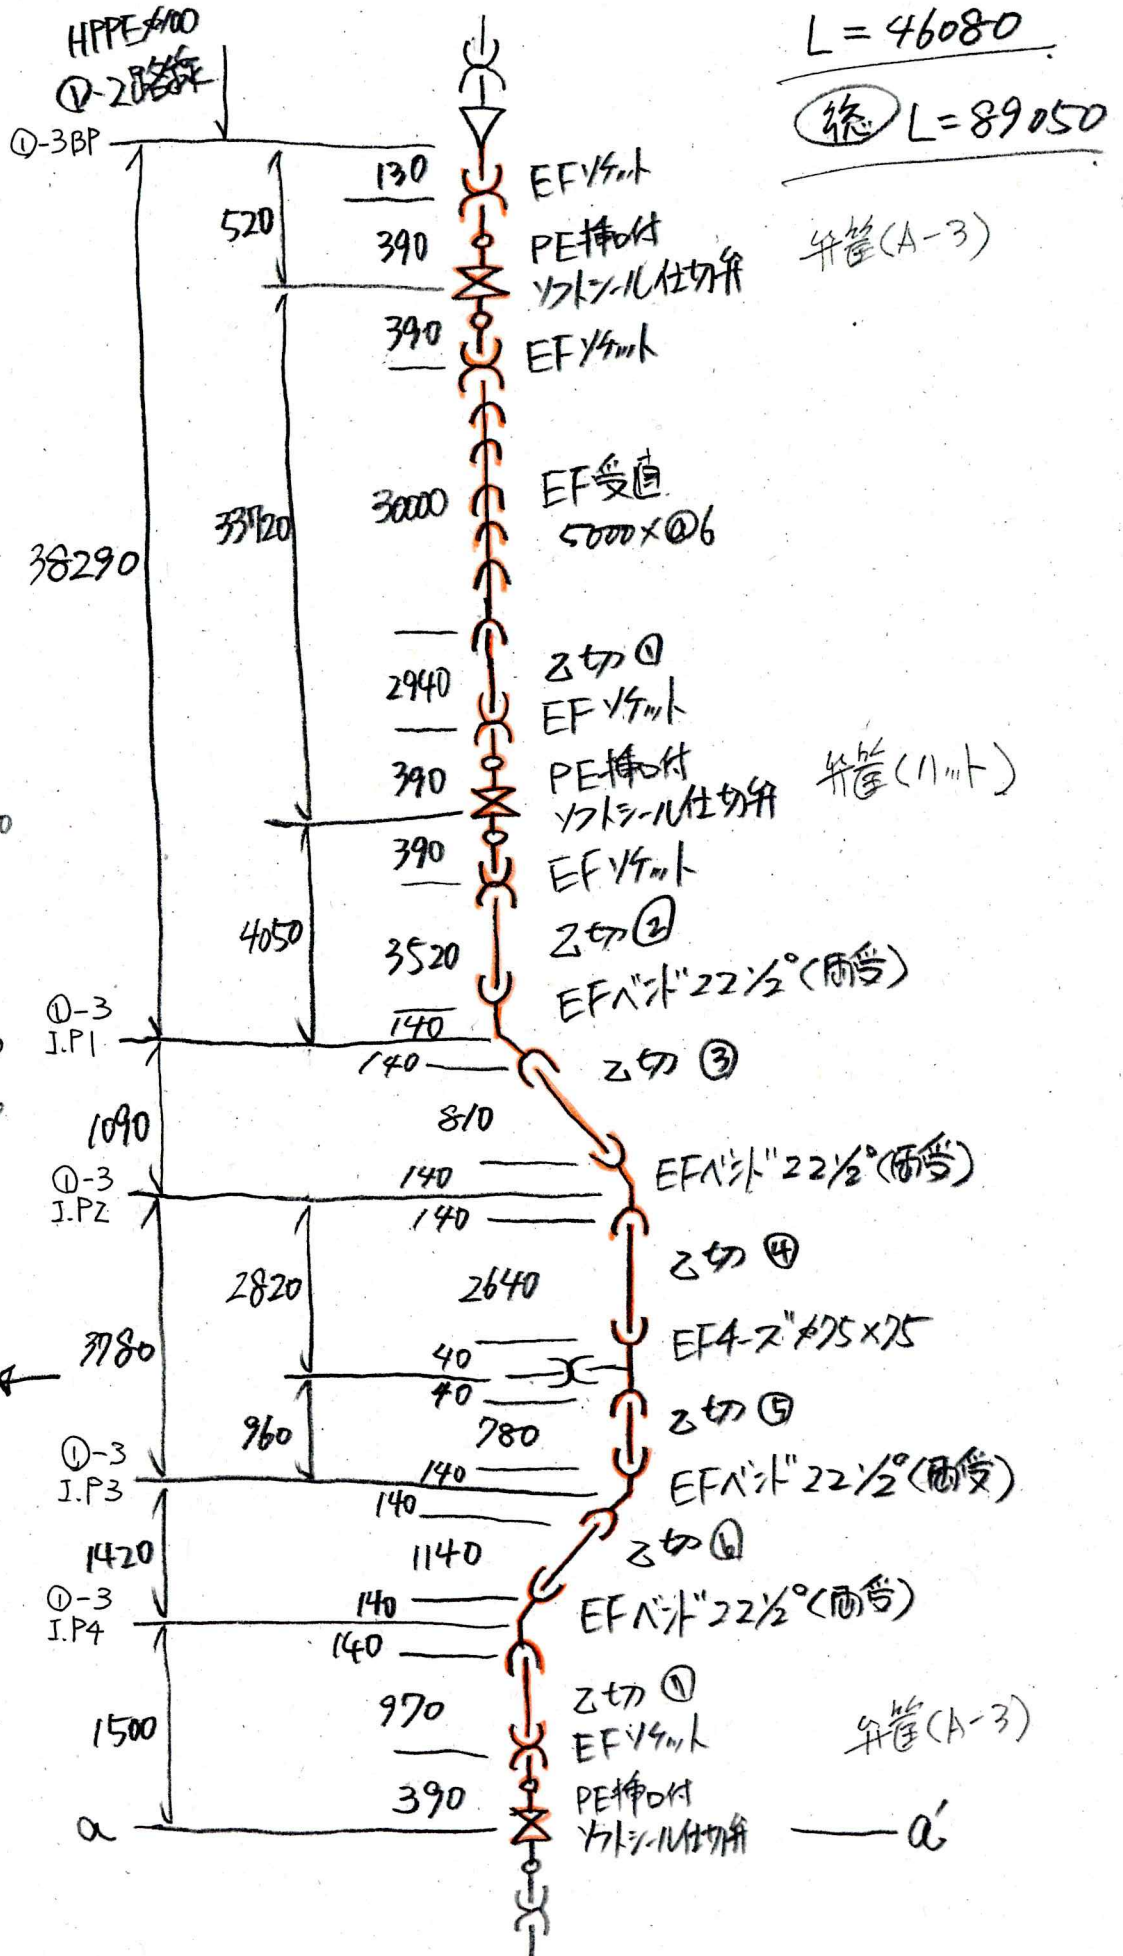 HPPEφ100
①-2路線
L=46080
総 L=89050
①-3BP
130
EFソケット
520
390
PE挿口付
ソフトシール仕切弁
弁筐(A-3)
390
EFソケット
38290
33720
30000
EF受直
5000×@6
2940
乙切①
EFソケット
390
PE挿口付
ソフトシール仕切弁
弁筐(ハット)
390
EFソケット
4050
3520
乙切②
EFベンド22½°(両受)
①-3
I.P1
140
140
乙切③
1090
810
①-3
I.P2
140
EFベンド22½°(両受)
140
乙切④
2820
2640
3780
40
EFチーズφ75×75
40
960
780
乙切⑤
①-3
I.P3
140
EFベンド22½°(両受)
140
1420
1140
乙切⑥
①-3
I.P4
140
EFベンド22½°(両受)
140
1500
970
乙切⑦
EFソケット
弁筐(A-3)
390
PE挿口付
ソフトシール仕切弁
a
a′